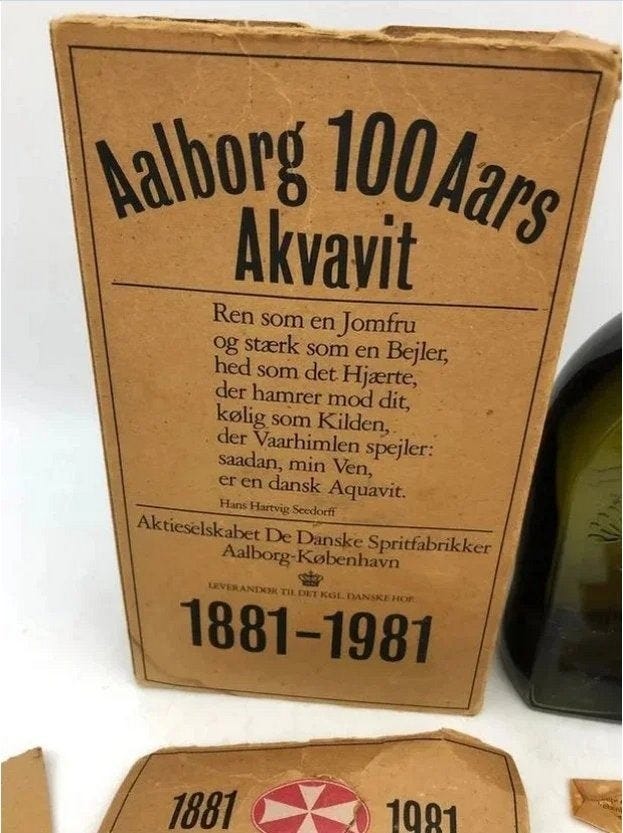 Aalborg 100 Aars
Akvavit
Ren som en Jomfru
og stærk som en Bejler,
hed som det Hjærte,
der hamrer mod dit,
kølig som Kilden,
der Vaarhimlen spejler:
saadan, min Ven,
er en dansk Aquavit.
Hans Hartvig Seedorff
Aktieselskabet De Danske Spritfabrikker
Aalborg-København
LEVERANDØR TIL DET KGL. DANSKE HOF
1881-1981
1881 1981